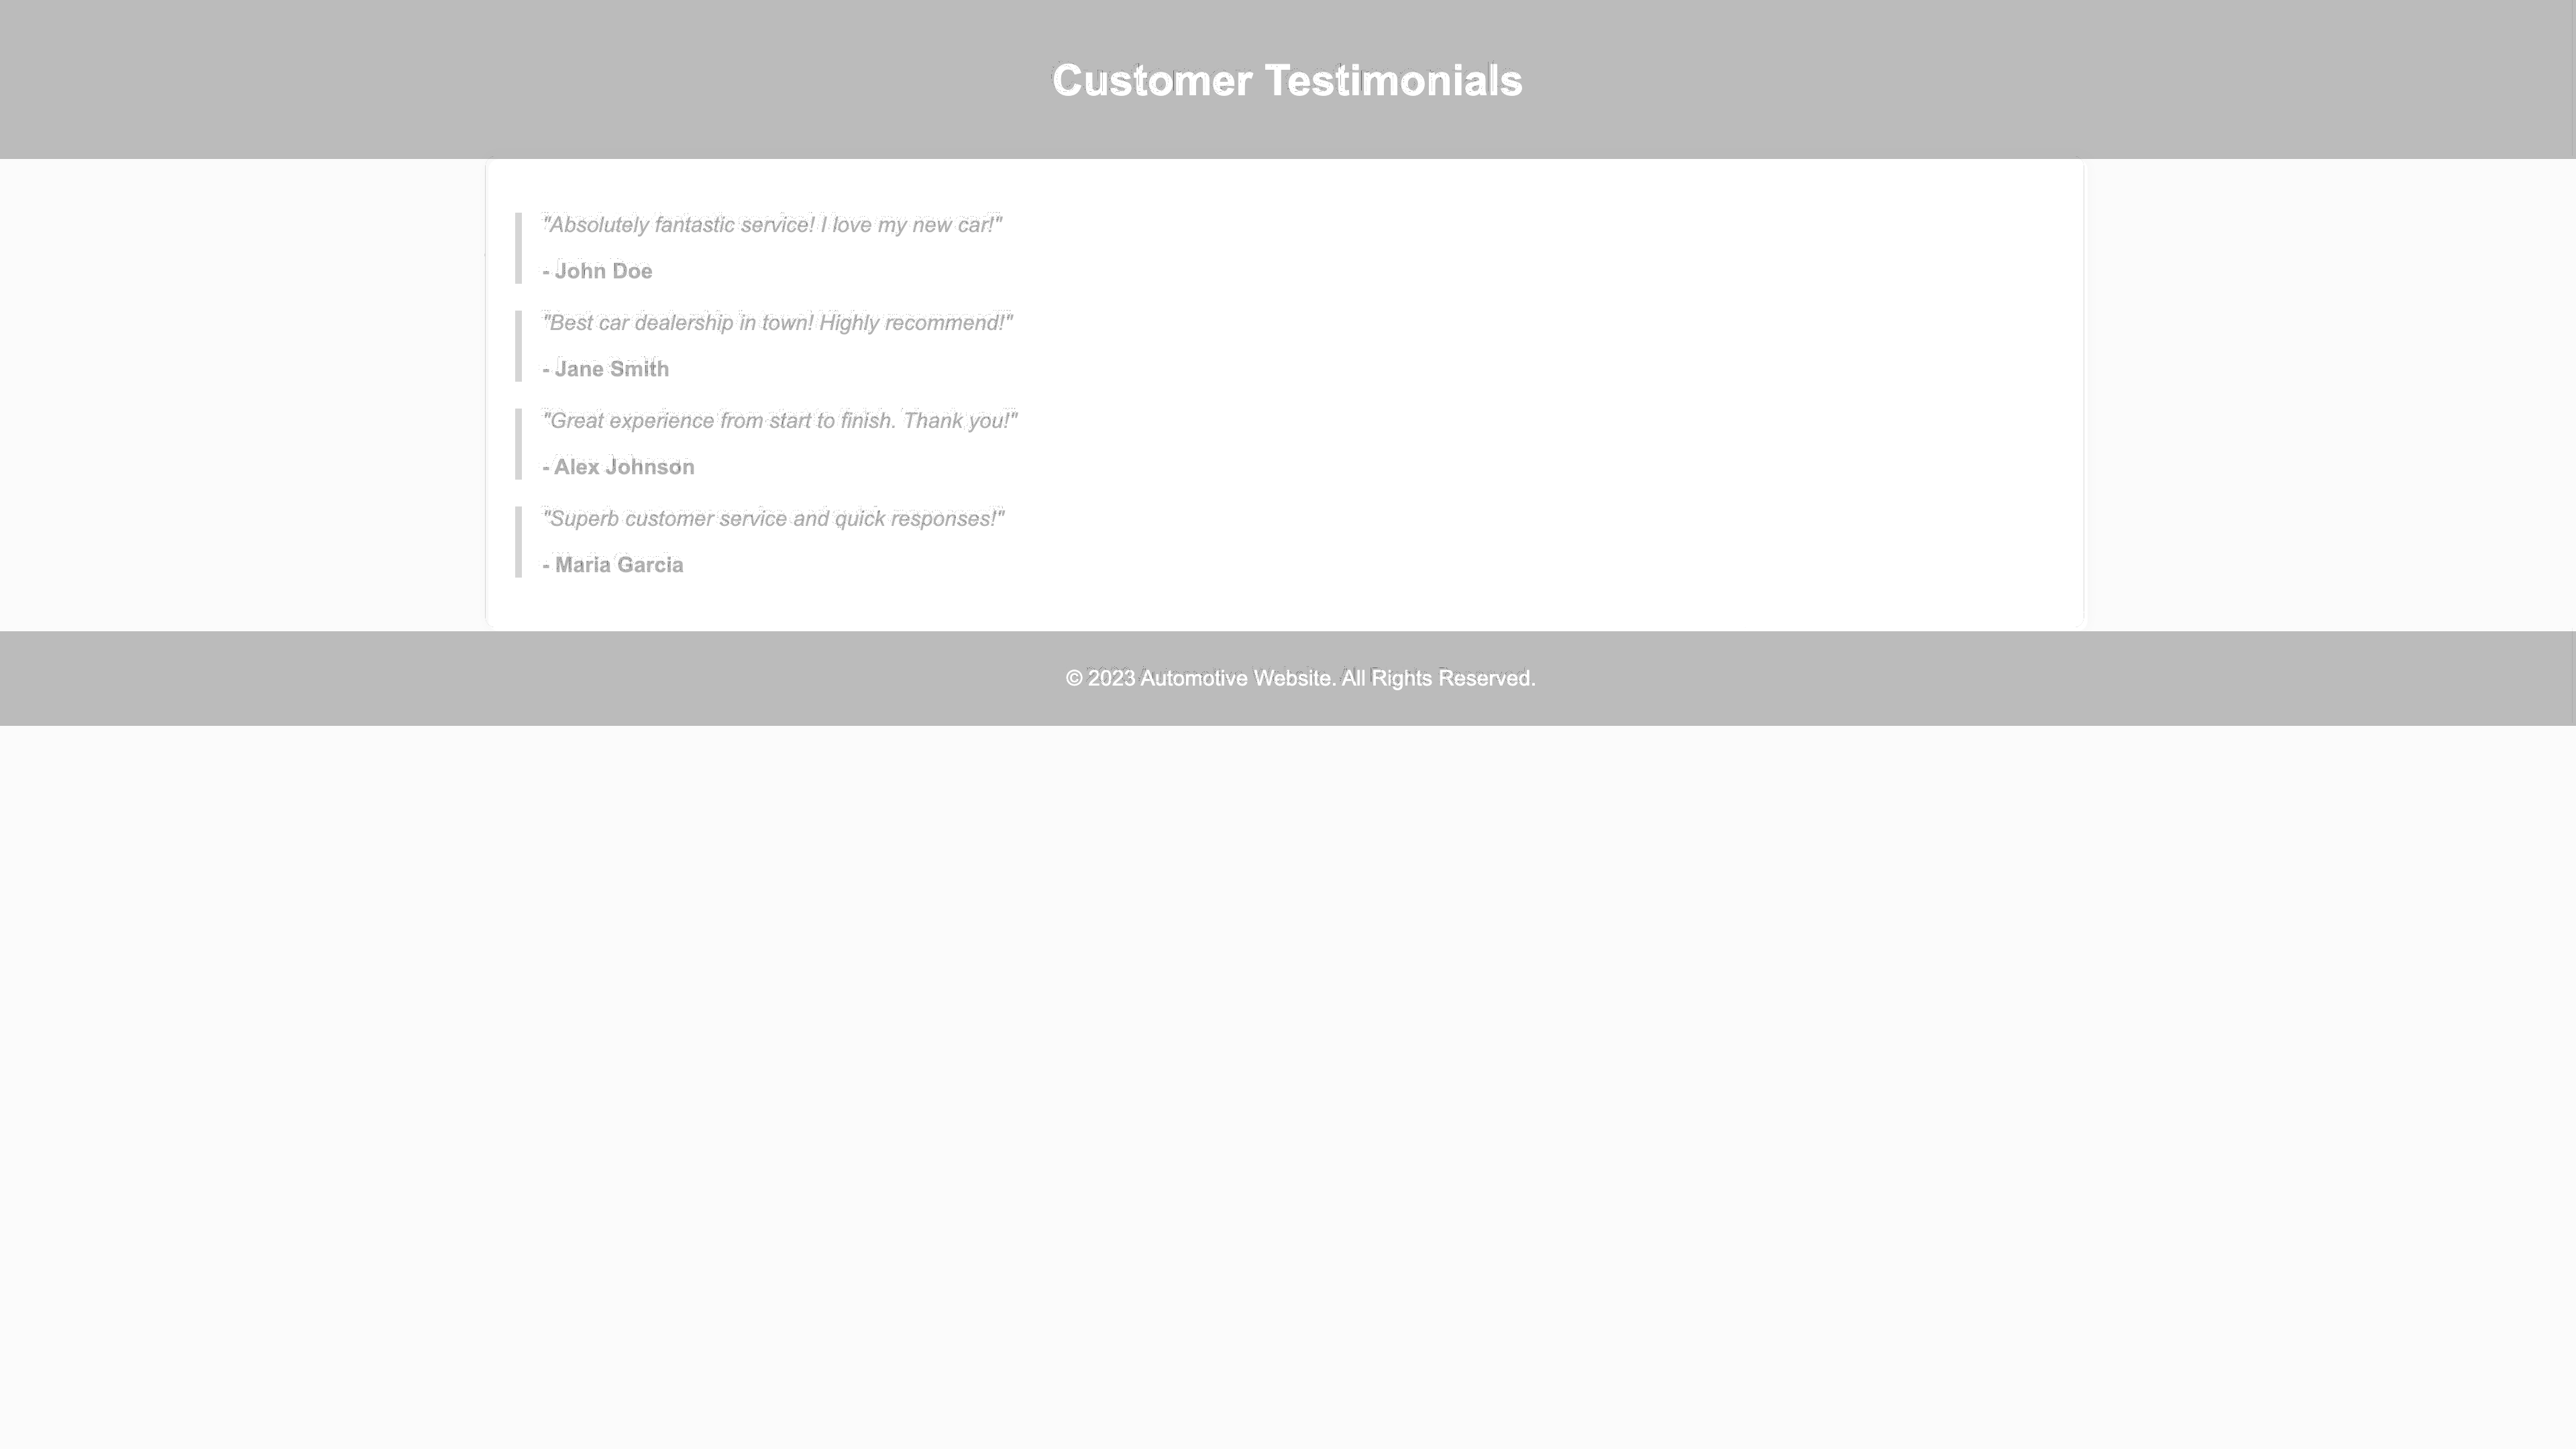 Customer Testimonials
"Absolutely fantastic service! I love my new car!"
- John Doe
"Best car dealership in town! Highly recommend!"
- Jane Smith
"Great experience from start to finish. Thank you!"
- Alex Johnson
"Superb customer service and quick responses!"
- Maria Garcia
© 2023 Automotive Website. All Rights Reserved.